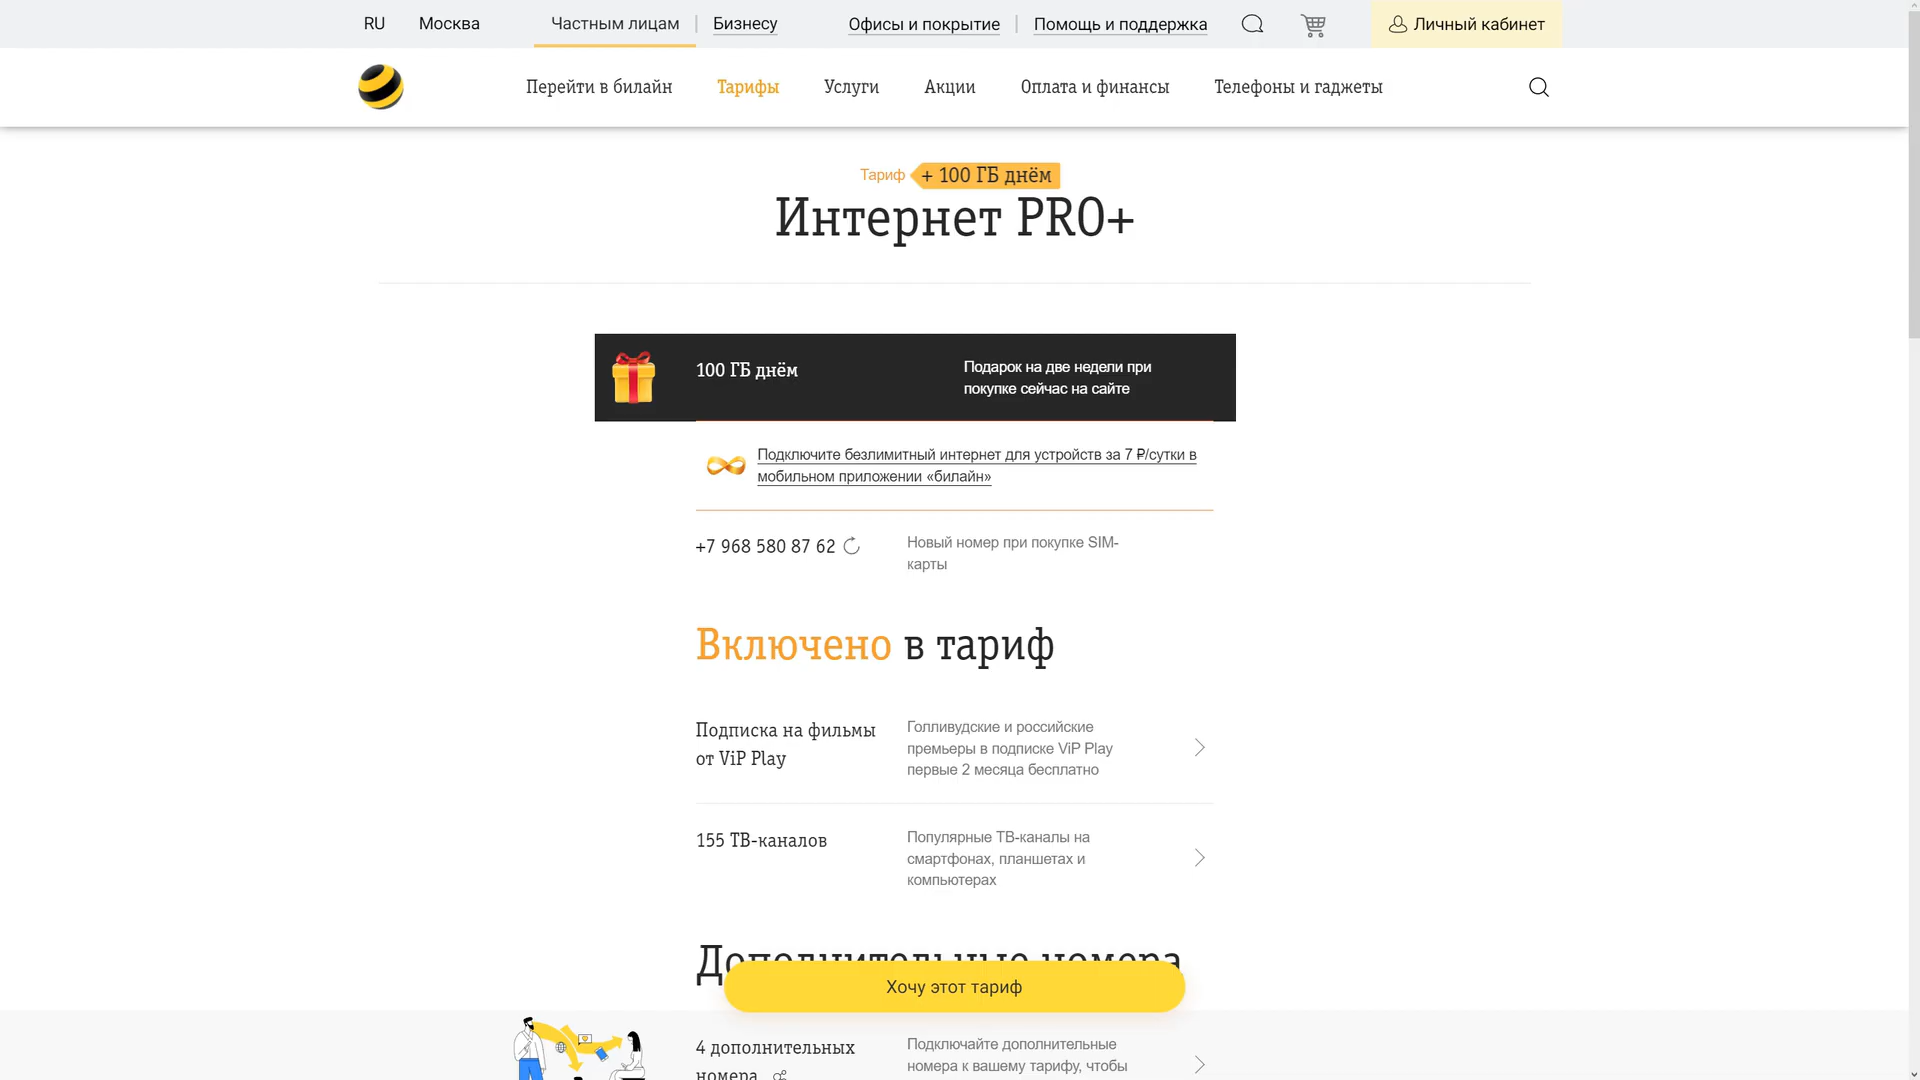 RU Москва Частным лицам Бизнесу Офисы и покрытие Помощь и поддержка Личный кабинет
Перейти в билайн Тарифы Услуги Акции Оплата и финансы Телефоны и гаджеты
Тариф + 100 ГБ днём
Интернет PRO+
100 ГБ днём
Подарок на две недели при
покупке сейчас на сайте
Подключите безлимитный интернет для устройств за 7 ₽/сутки в
мобильном приложении «билайн»
+7 968 580 87 62
Новый номер при покупке SIM-
карты
Включено в тариф
Подписка на фильмы
от ViP Play
Голливудские и российские
премьеры в подписке ViP Play
первые 2 месяца бесплатно
155 ТВ-каналов
Популярные ТВ-каналы на
смартфонах, планшетах и
компьютерах
Дополнительные номера
Хочу этот тариф
4 дополнительных
номера
Подключайте дополнительные
номера к вашему тарифу, чтобы